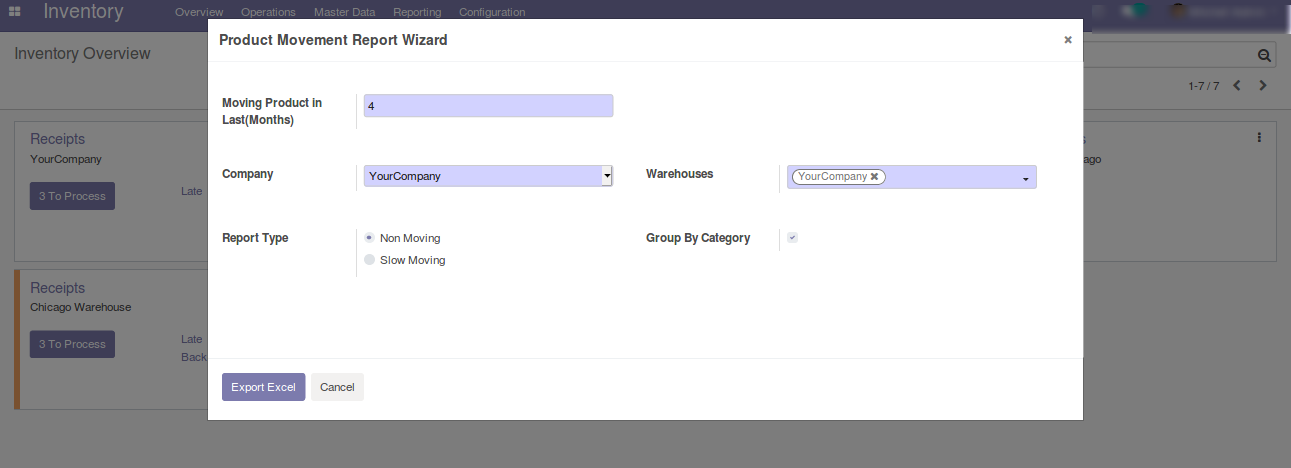 Inventory
Overview Operations Master Data Reporting Configuration
Product Movement Report Wizard
×
Inventory Overview
1-7 / 7
Moving Product in
Last(Months)
4
Receipts
YourCompany
3 To Process
Late
ago
Company
YourCompany
Warehouses
YourCompany ✖
Report Type
Non Moving
Slow Moving
Group By Category
Receipts
Chicago Warehouse
3 To Process
Late
Back
Export Excel
Cancel